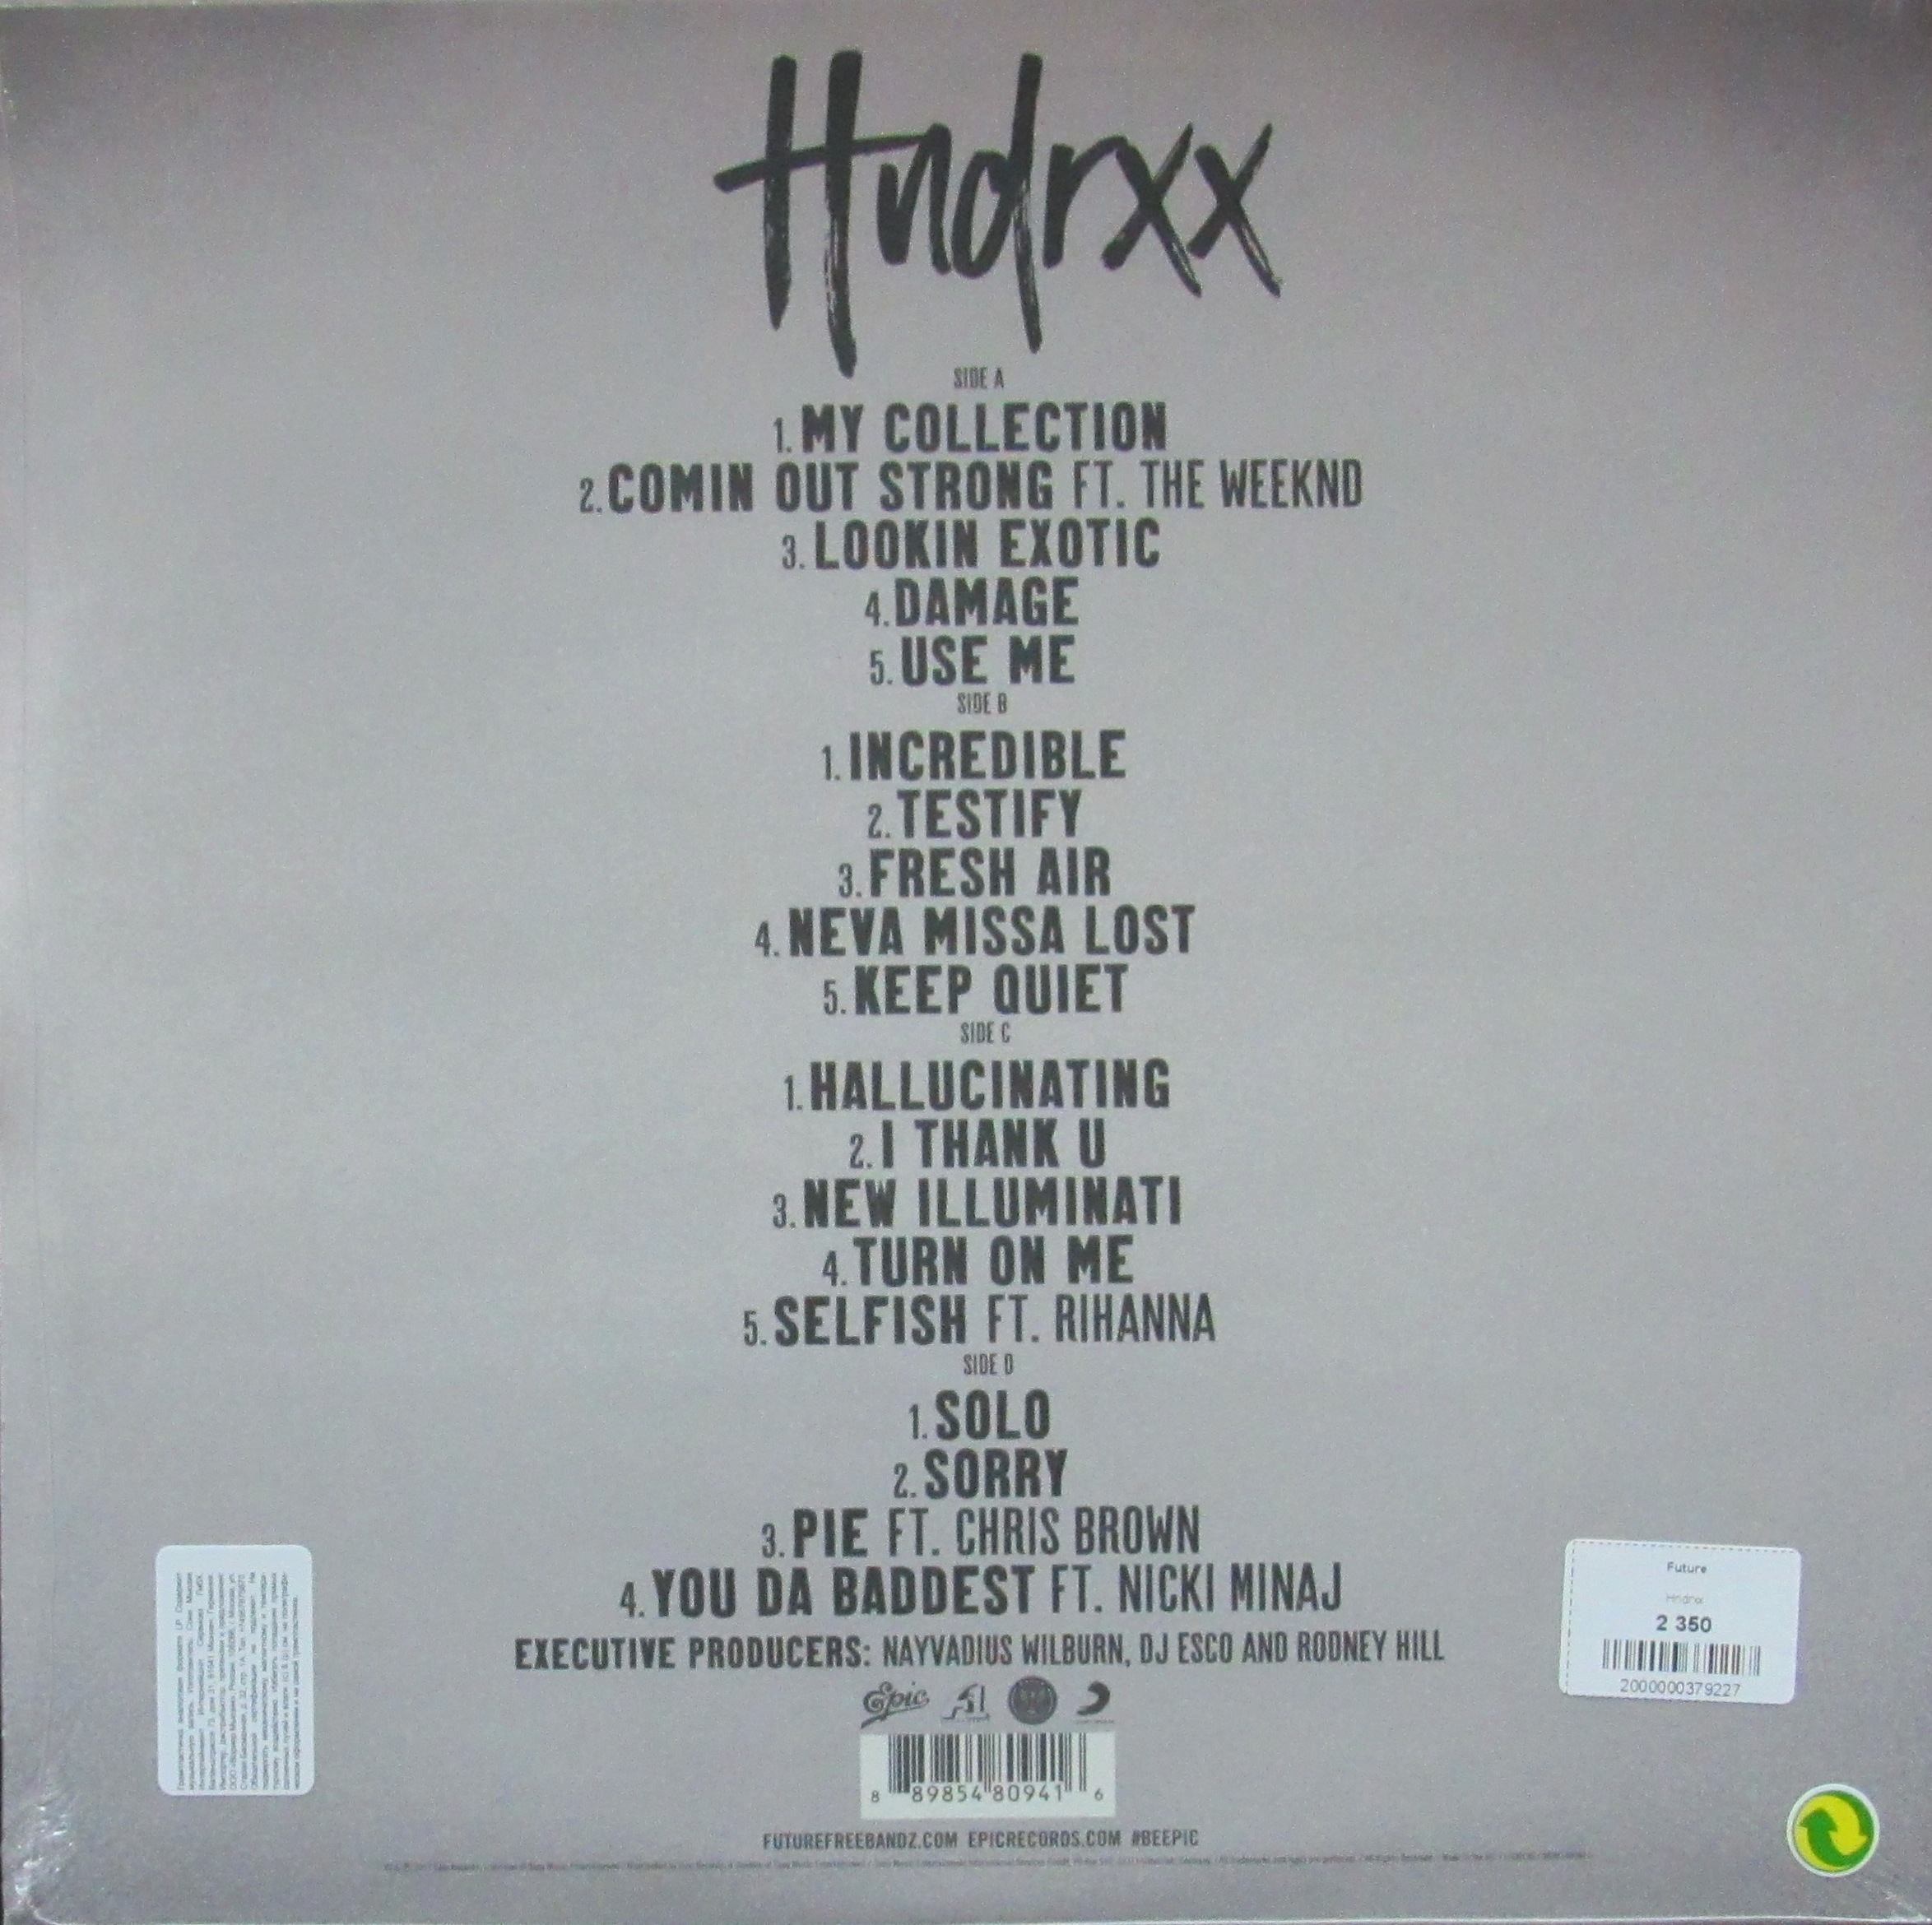 Hndrxx
SIDE A
1. MY COLLECTION
2. COMIN OUT STRONG FT. THE WEEKND
3. LOOKIN EXOTIC
4. DAMAGE
5. USE ME
SIDE B
1. INCREDIBLE
2. TESTIFY
3. FRESH AIR
4. NEVA MISSA LOST
5. KEEP QUIET
SIDE C
1. HALLUCINATING
2. I THANK U
3. NEW ILLUMINATI
4. TURN ON ME
5. SELFISH FT. RIHANNA
SIDE D
1. SOLO
2. SORRY
3. PIE FT. CHRIS BROWN
4. YOU DA BADDEST FT. NICKI MINAJ
EXECUTIVE PRODUCERS: NAYVADIUS WILBURN, DJ ESCO AND RODNEY HILL
Epic A1
8 89854 80941 6
FUTUREFREEBANDZ.COM EPICRECORDS.COM #BEEPIC
Future
Hndrxx
2 350
2000000379227